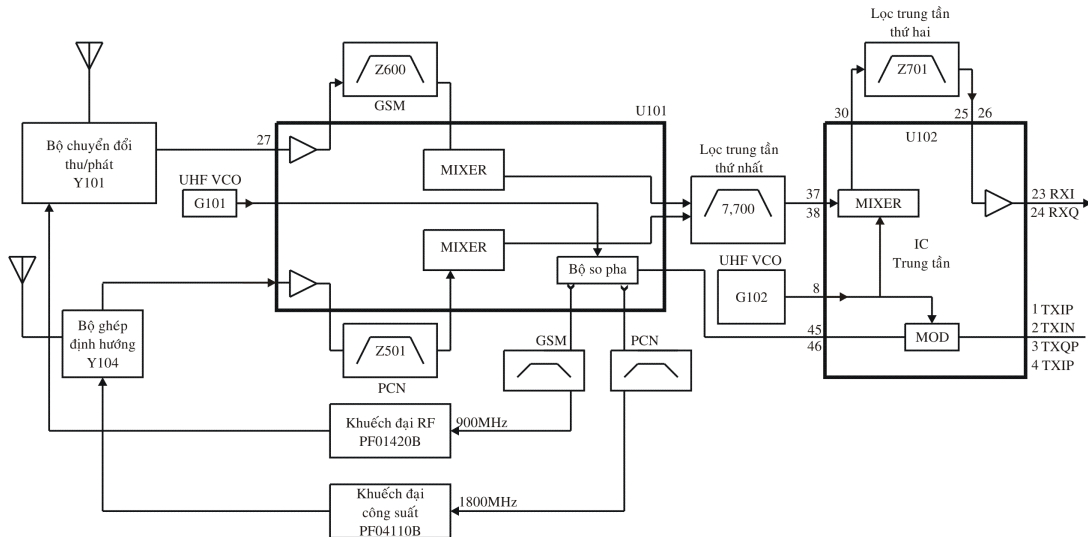 Lọc trung tần
thứ hai
Z701
Z600
GSM
30
25
26
U101
U102
Bộ chuyển đổi
thu/phát
Y101
27
MIXER
Lọc trung tần
thứ nhất
UHF VCO
G101
7,700
37
38
MIXER
23 RXI
24 RXQ
MIXER
IC
Trung tần
Bộ so pha
UHF VCO
G102
8
Bộ ghép
định hướng
Y104
Z501
PCN
GSM
PCN
45
46
MOD
1 TXIP
2 TXIN
3 TXQP
4 TXIP
Khuếch đại RF
PF01420B
900MHz
Khuếch đại
công suất
PF04110B
1800MHz